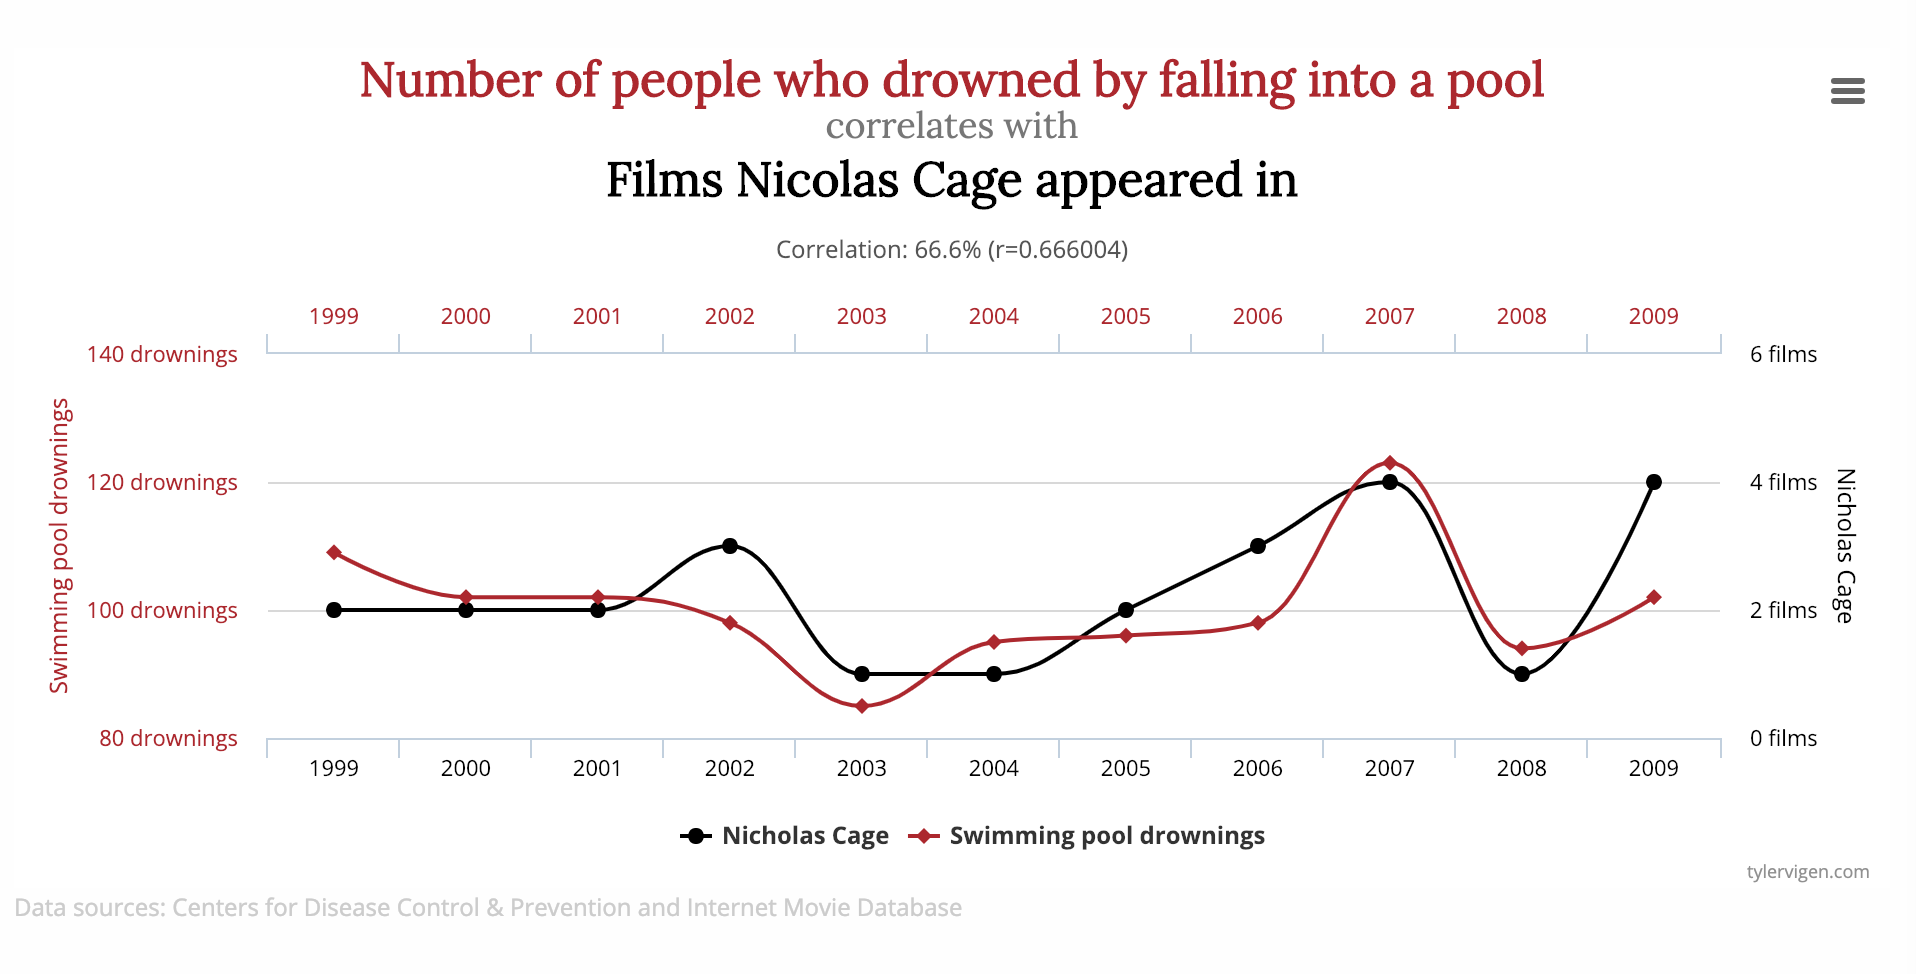 Number of people who drowned by falling into a pool
correlates with
Films Nicolas Cage appeared in
Correlation: 66.6% (r=0.666004)
1999 2000 2001 2002 2003 2004 2005 2006 2007 2008 2009
140 drownings 6 films
120 drownings 4 films
100 drownings 2 films
80 drownings 0 films
Swimming pool drownings
Nicholas Cage
1999 2000 2001 2002 2003 2004 2005 2006 2007 2008 2009
Nicholas Cage Swimming pool drownings
tylervigen.com
Data sources: Centers for Disease Control & Prevention and Internet Movie Database